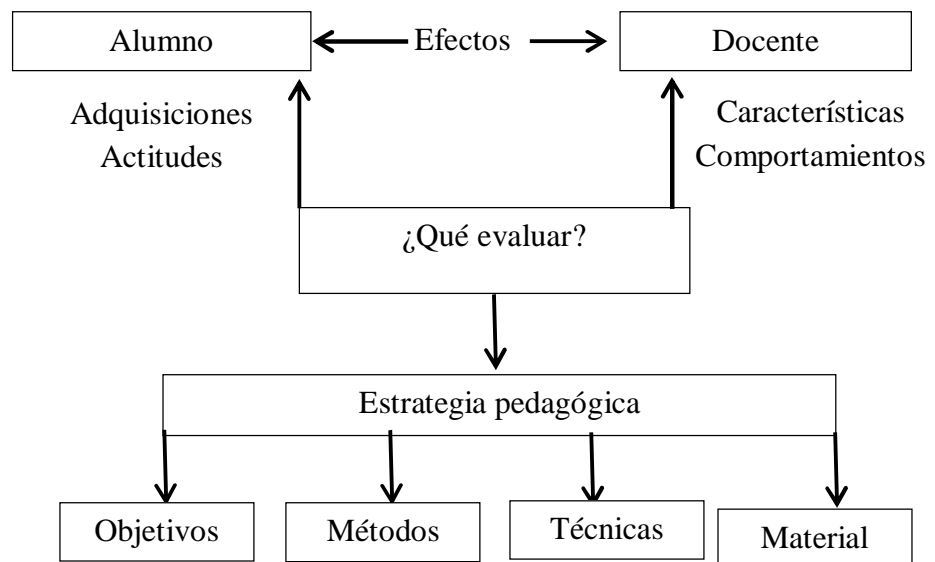 Alumno
Efectos
Docente
Adquisiciones
Actitudes
Características
Comportamientos
¿Qué evaluar?
Estrategia pedagógica
Objetivos
Métodos
Técnicas
Material